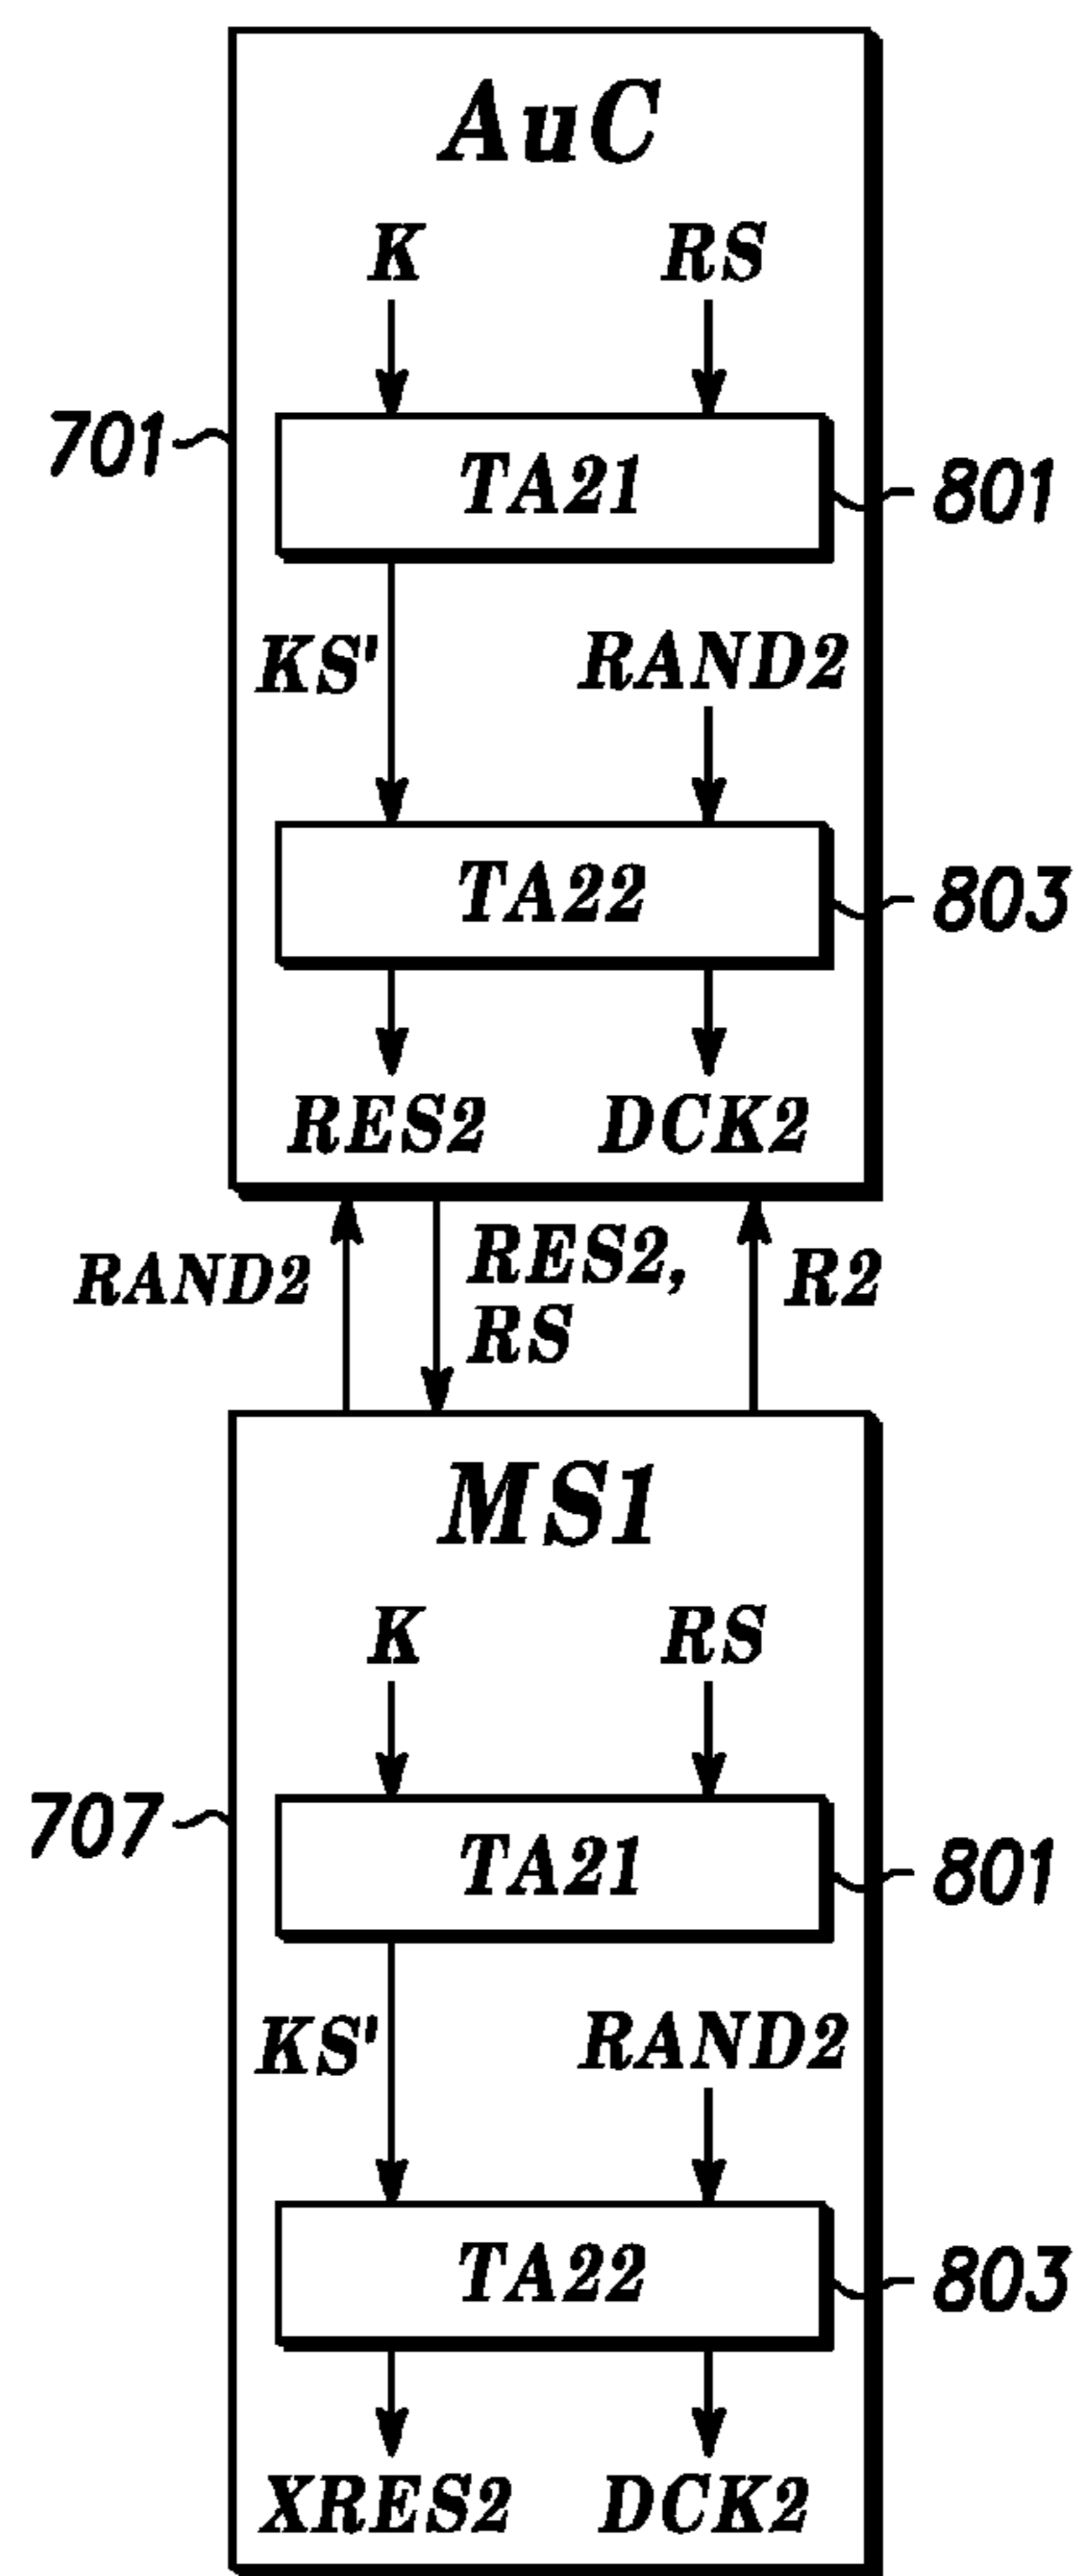 AuC
K RS
701
TA21
801
KS' RAND2
TA22
803
RES2 DCK2
RAND2
RES2,
RS
R2
MS1
K RS
707
TA21
801
KS' RAND2
TA22
803
XRES2 DCK2